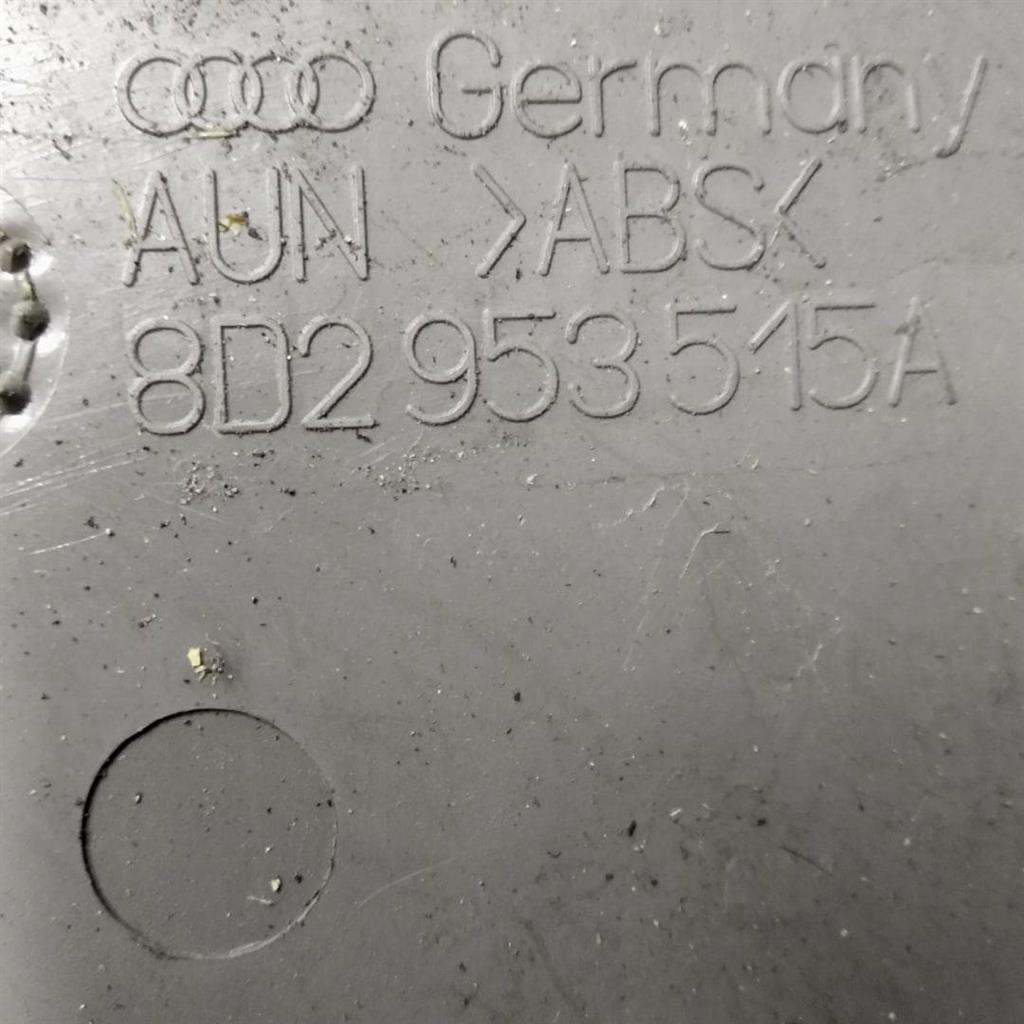 Germany
AUN >ABS<
8D2 953 515A